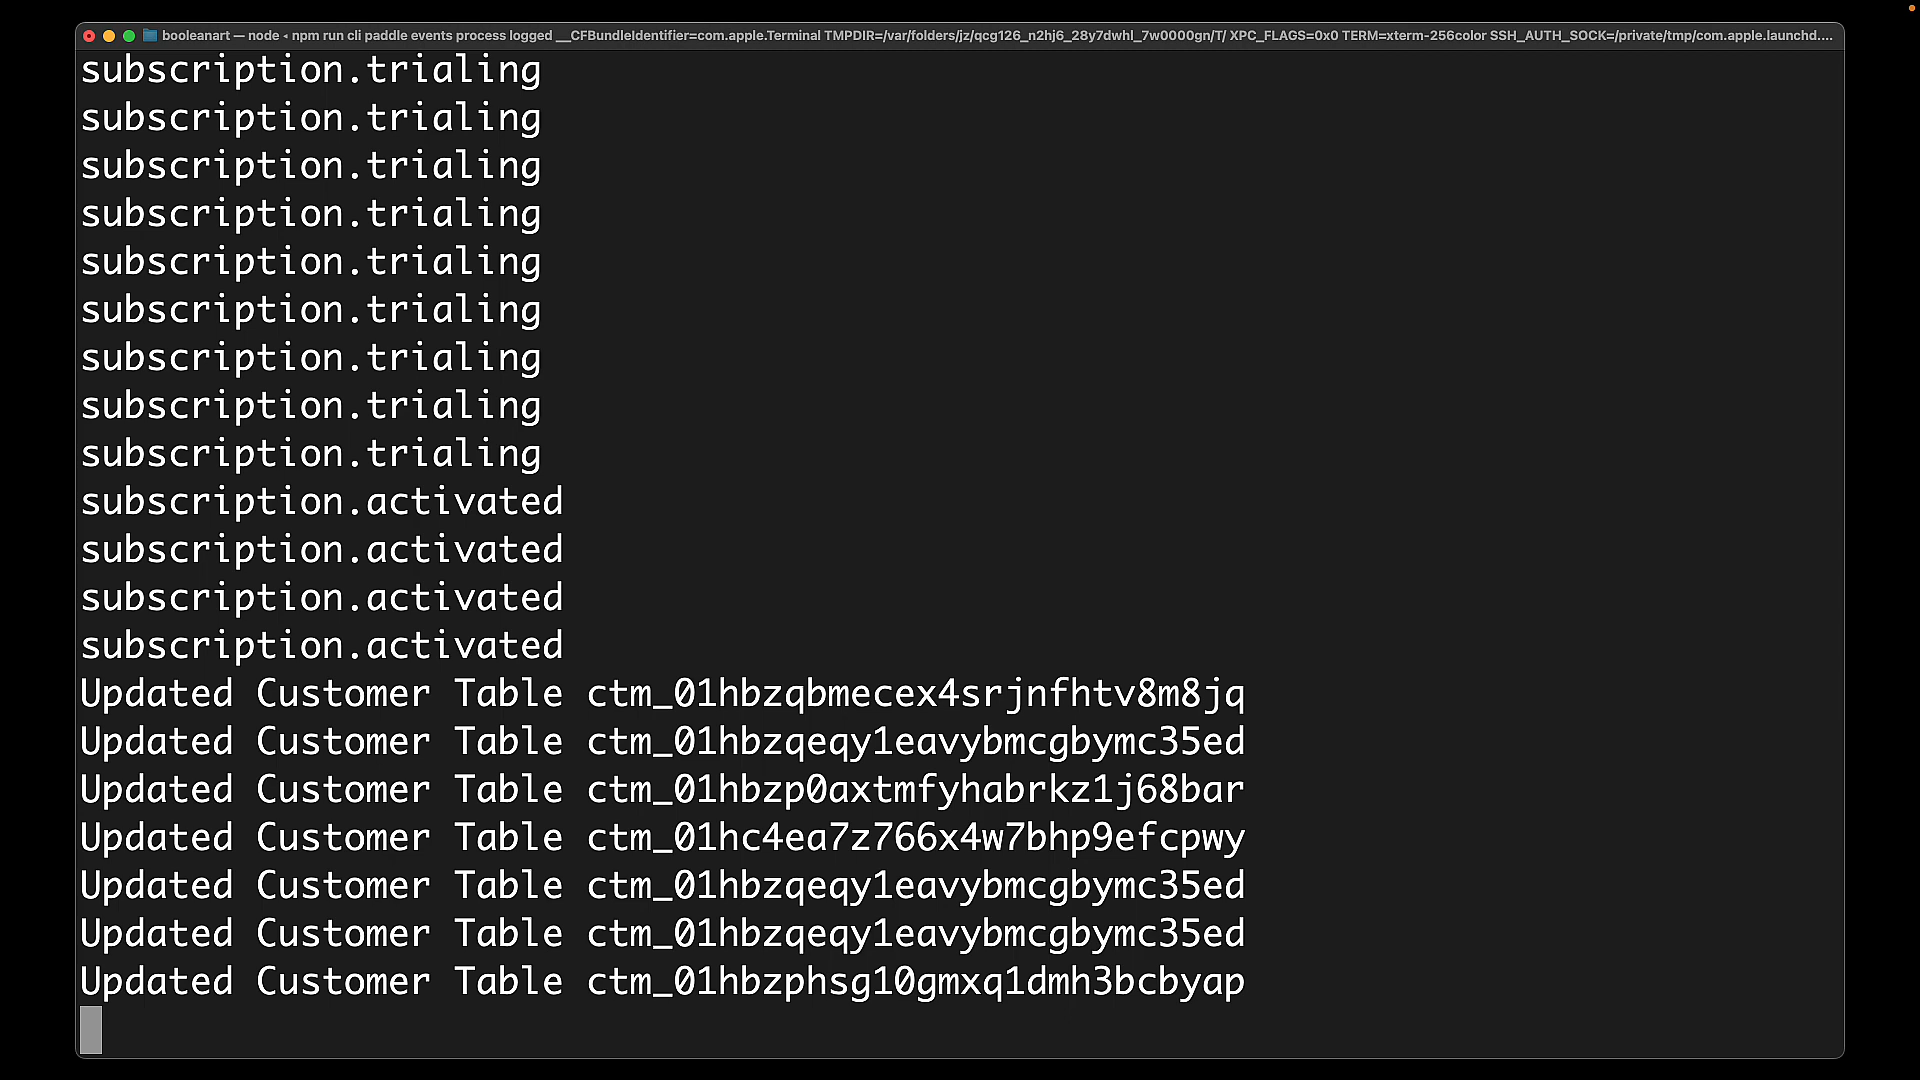 booleanart — node ◂ npm run cli paddle events process logged __CFBundleIdentifier=com.apple.Terminal TMPDIR=/var/folders/jz/qcg126_n2hj6_28y7dwhl_7w0000gn/T/ XPC_FLAGS=0x0 TERM=xterm-256color SSH_AUTH_SOCK=/private/tmp/com.apple.launchd....
subscription.trialing
subscription.trialing
subscription.trialing
subscription.trialing
subscription.trialing
subscription.trialing
subscription.trialing
subscription.trialing
subscription.trialing
subscription.activated
subscription.activated
subscription.activated
subscription.activated
Updated Customer Table ctm_01hbzqbmecex4srjnfhtv8m8jq
Updated Customer Table ctm_01hbzqeqy1eavybmcgbymc35ed
Updated Customer Table ctm_01hbzp0axtmfyhabrkz1j68bar
Updated Customer Table ctm_01hc4ea7z766x4w7bhp9efcpwy
Updated Customer Table ctm_01hbzqeqy1eavybmcgbymc35ed
Updated Customer Table ctm_01hbzqeqy1eavybmcgbymc35ed
Updated Customer Table ctm_01hbzphsg10gmxq1dmh3bcbyap